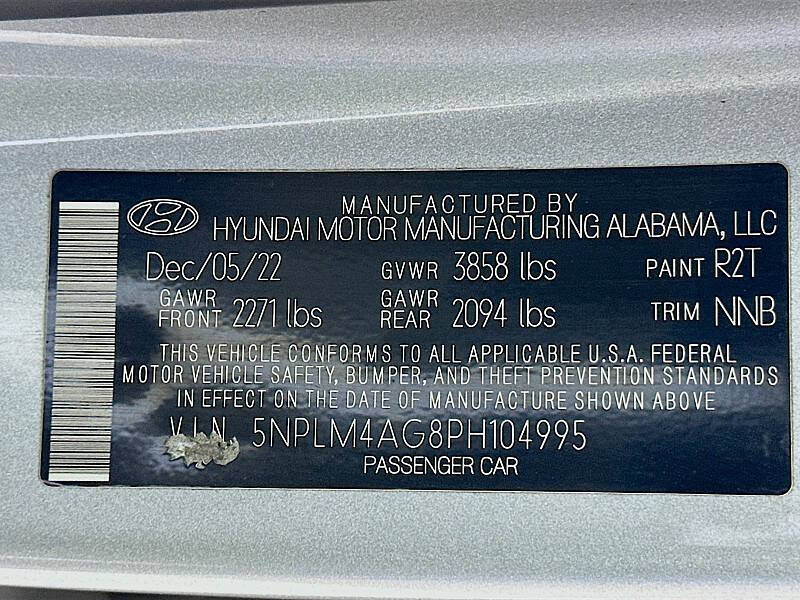 MANUFACTURED BY
HYUNDAI MOTOR MANUFACTURING ALABAMA, LLC
Dec/05/22 GVWR 3858 lbs PAINT R2T
GAWR FRONT 2271 lbs GAWR REAR 2094 lbs TRIM NNB
THIS VEHICLE CONFORMS TO ALL APPLICABLE U.S.A. FEDERAL
MOTOR VEHICLE SAFETY, BUMPER, AND THEFT PREVENTION STANDARDS
IN EFFECT ON THE DATE OF MANUFACTURE SHOWN ABOVE
V.I.N. 5NPLM4AG8PH104995
PASSENGER CAR